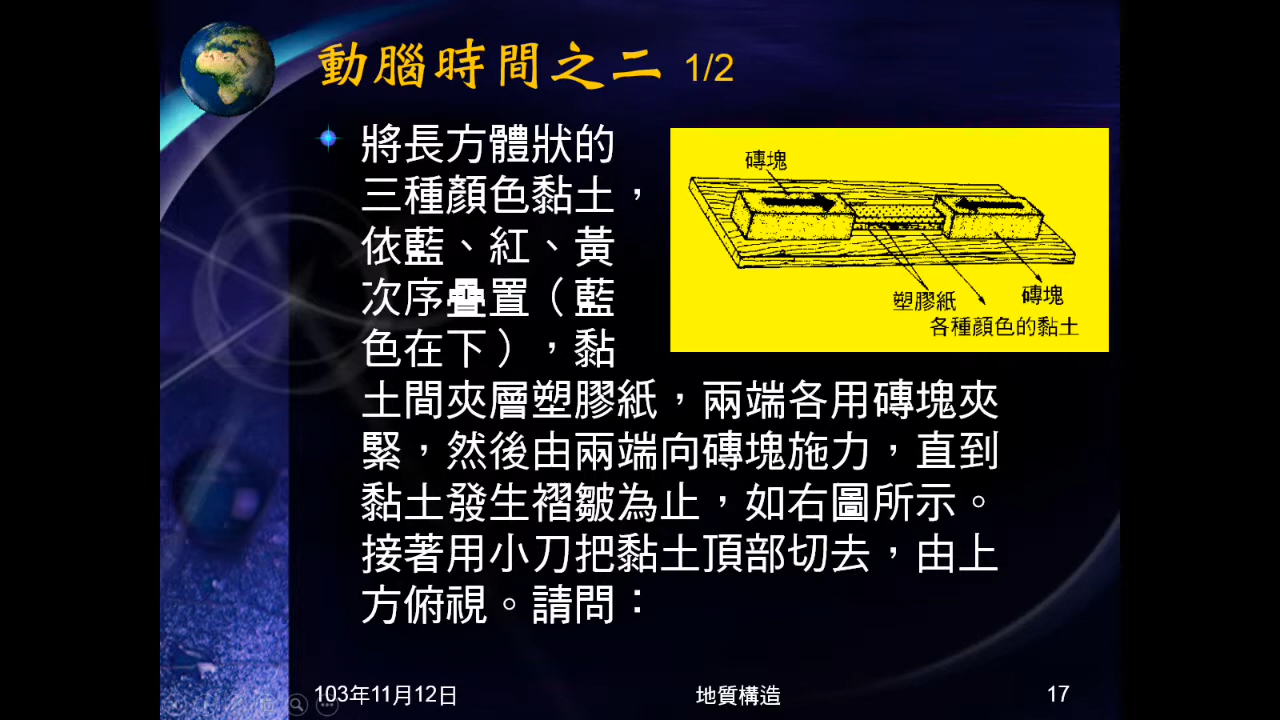 動腦時間之二 1/2
將長方體狀的
三種顏色黏土，
依藍、紅、黃
次序疊置（藍
色在下），黏
土間夾層塑膠紙，兩端各用磚塊夾
緊，然後由兩端向磚塊施力，直到
黏土發生褶皺為止，如右圖所示。
接著用小刀把黏土頂部切去，由上
方俯視。請問：
磚塊
塑膠紙
磚塊
各種顏色的黏土
103年11月12日
地質構造
17